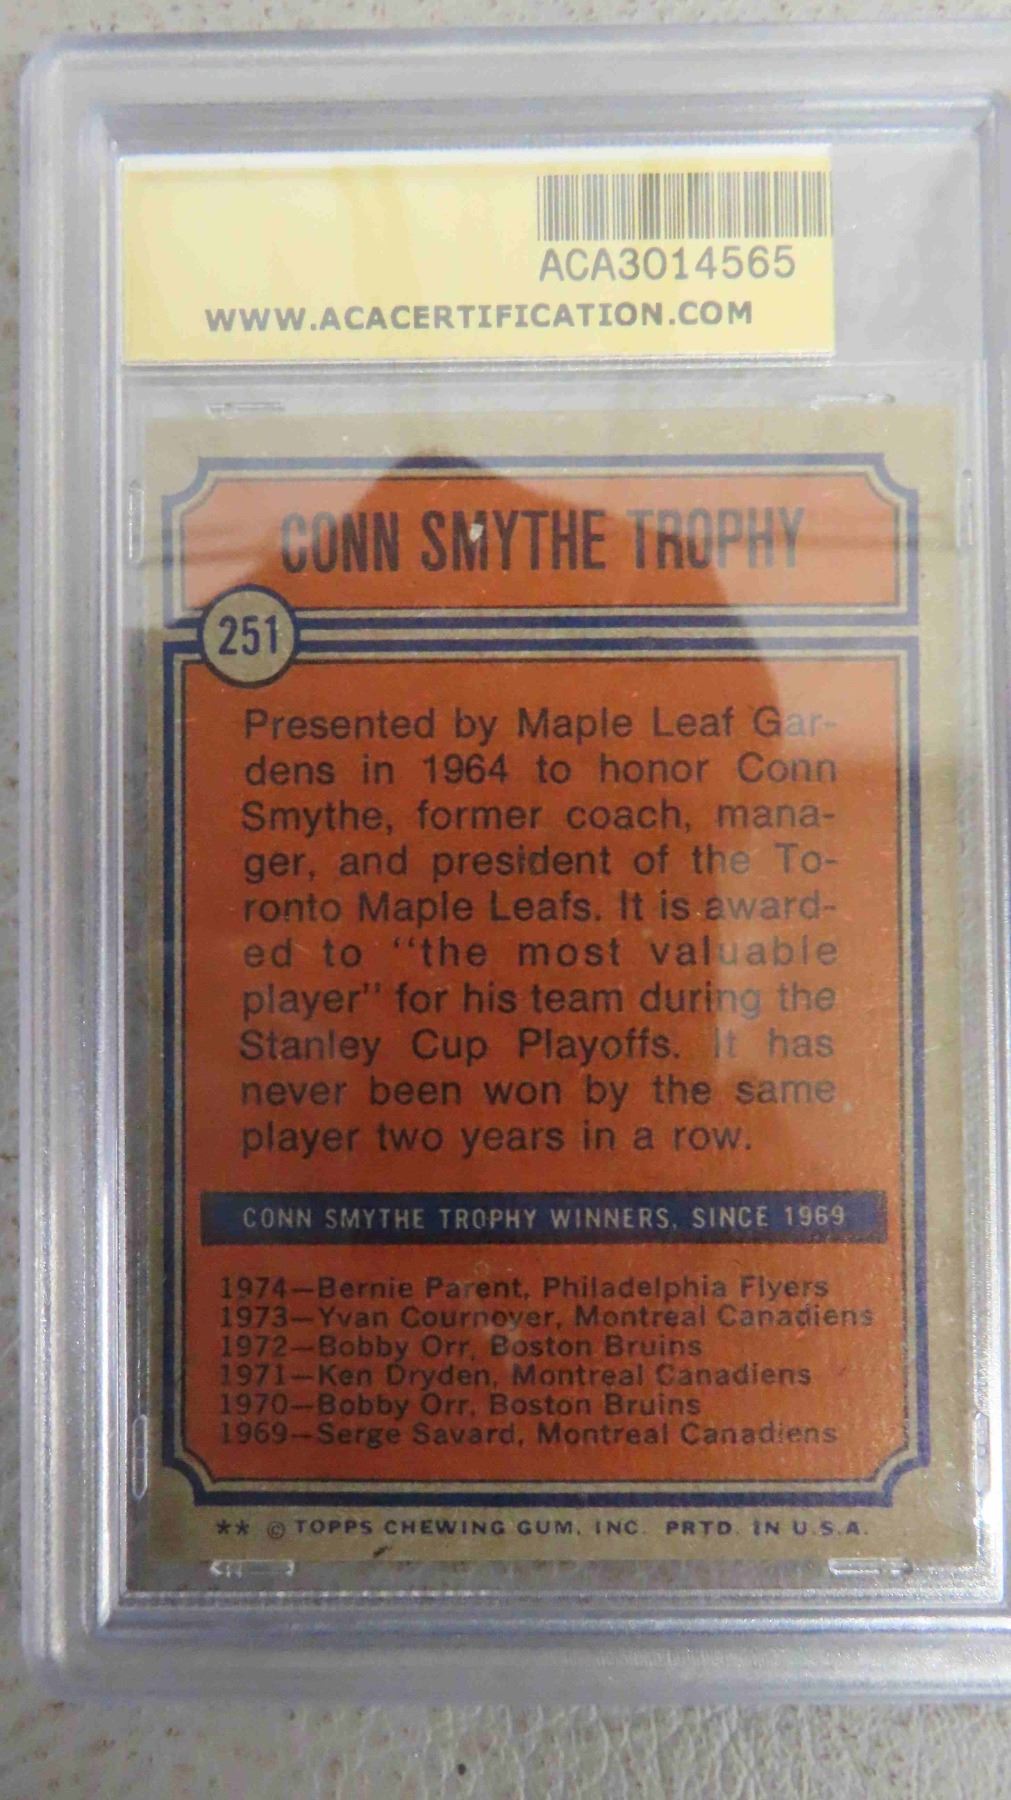 ACA3014565
WWW.ACACERTIFICATION.COM
CONN SMYTHE TROPHY
251
Presented by Maple Leaf Gar-
dens in 1964 to honor Conn
Smythe, former coach, mana-
ger, and president of the To-
ronto Maple Leafs. It is award-
ed to “the most valuable
player” for his team during the
Stanley Cup Playoffs. It has
never been won by the same
player two years in a row.
CONN SMYTHE TROPHY WINNERS, SINCE 1969
1974—Bernie Parent, Philadelphia Flyers
1973—Yvan Cournoyer, Montreal Canadiens
1972—Bobby Orr, Boston Bruins
1971—Ken Dryden, Montreal Canadiens
1970—Bobby Orr, Boston Bruins
1969—Serge Savard, Montreal Canadiens
** © TOPPS CHEWING GUM, INC. PRTD. IN U.S.A.